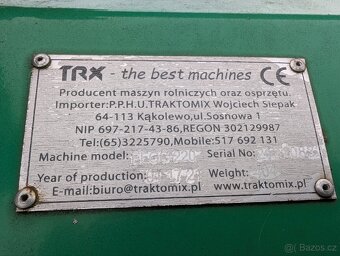 TRX - the best machines CE
Producent maszyn rolniczych oraz osprzętu.
Importer:P.P.H.U.TRAKTOMIX Wojciech Siepak
64-113 Kąkolewo,ul.Sosnowa 1
NIP 697-217-43-86,REGON 302129987
Tel:(65)3225790,Mobile:517 692 131
Machine model: Serial No:
Year of production: Weight:
E-mail:biuro@traktomix.pl www.traktomix.pl
bazos.cz